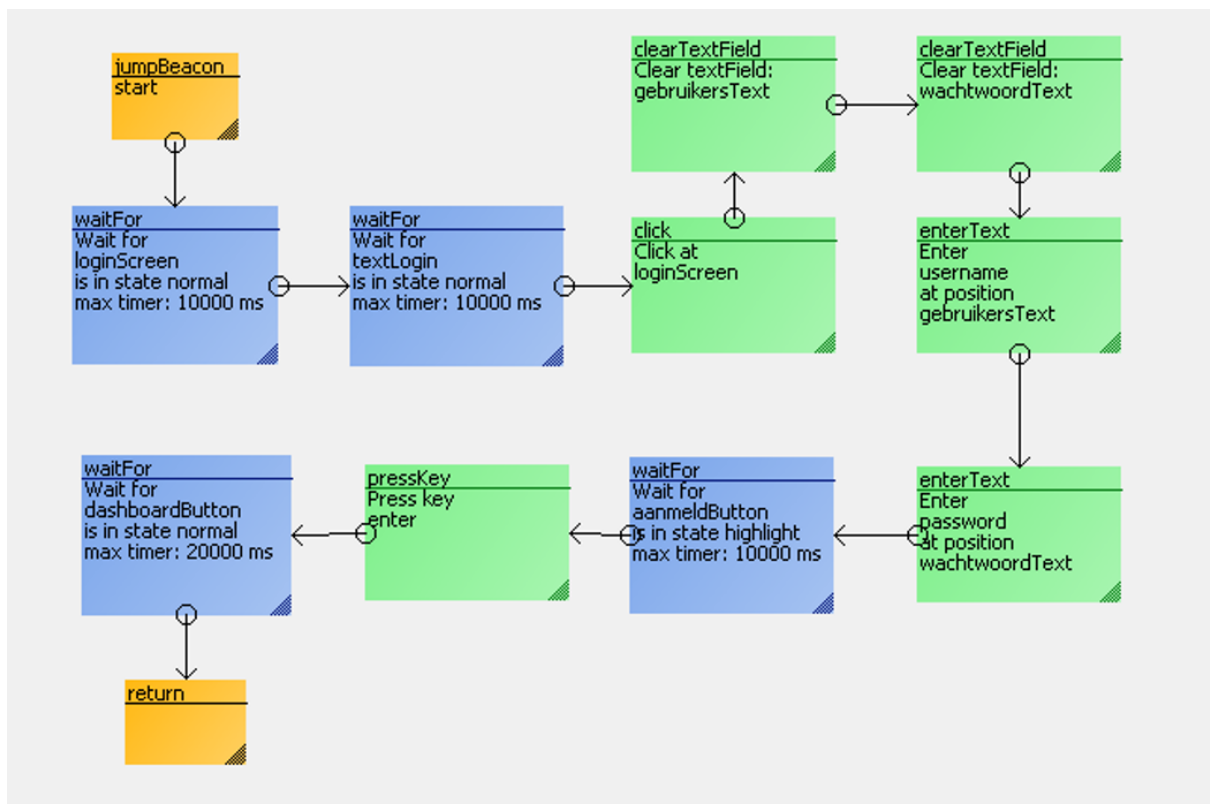 jumpBeacon
start
waitFor
Wait for
loginScreen
is in state normal
max timer: 10000 ms
waitFor
Wait for
textLogin
is in state normal
max timer: 10000 ms
click
Click at
loginScreen
clearTextField
Clear textField:
gebruikersText
clearTextField
Clear textField:
wachtwoordText
enterText
Enter
username
at position
gebruikersText
enterText
Enter
password
at position
wachtwoordText
waitFor
Wait for
aanmeldButton
is in state highlight
max timer: 10000 ms
pressKey
Press key
enter
waitFor
Wait for
dashboardButton
is in state normal
max timer: 20000 ms
return